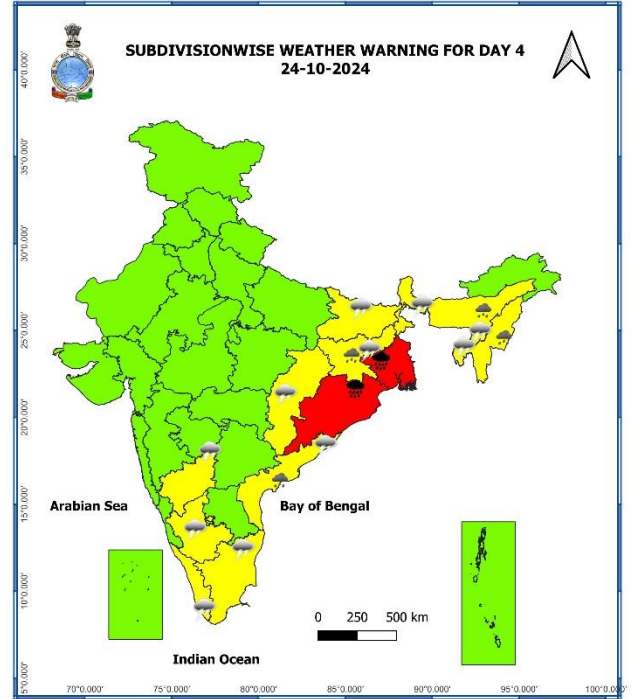 SUBDIVISIONWISE WEATHER WARNING FOR DAY 4
24-10-2024
40°0.000'
35°0.000'
30°0.000'
25°0.000'
20°0.000'
15°0.000'
10°0.000'
5°0.000'
Arabian Sea
Bay of Bengal
0 250 500 km
Indian Ocean
70°0.000' 75°0.000' 80°0.000' 85°0.000' 90°0.000' 95°0.000' 100°0.000'